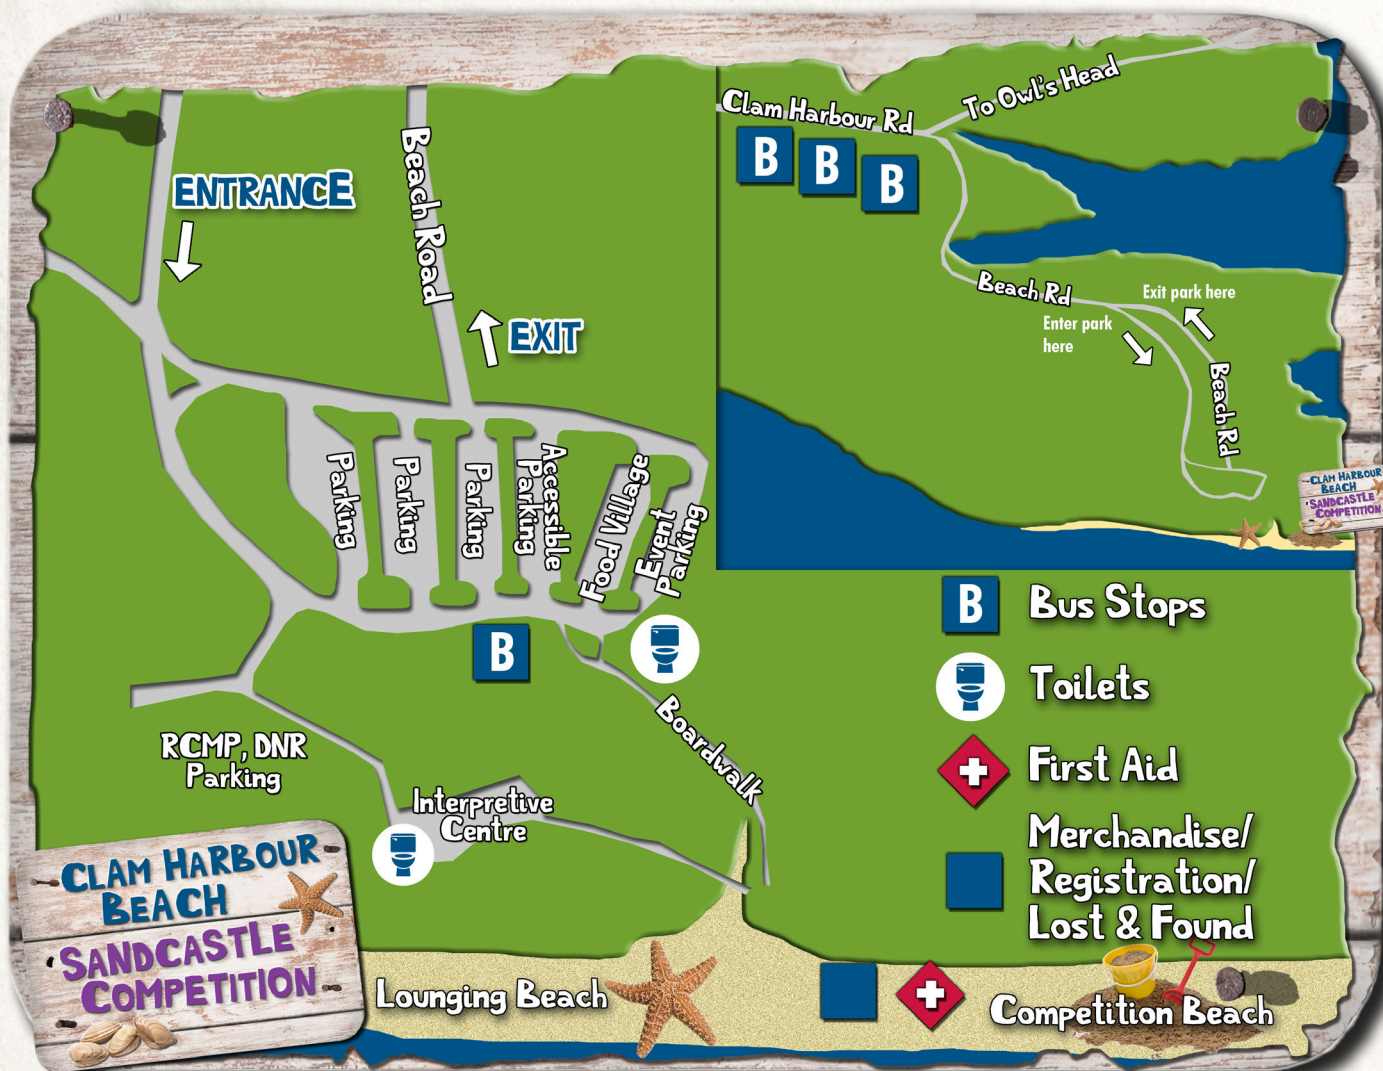 Clam Harbour Rd
To Owl's Head
B
B
B
ENTRANCE
Beach Road
EXIT
Beach Rd
Exit park here
Enter park
here
Beach Rd
CLAM HARBOUR
BEACH
SANDCASTLE
COMPETITION
Parking
Parking
Parking
Accessible
Parking
Food Village
Event
Parking
B
Boardwalk
RCMP, DNR
Parking
Interpretive
Centre
B
Bus Stops
Toilets
First Aid
Merchandise/
Registration/
Lost & Found
CLAM HARBOUR
BEACH
SANDCASTLE
COMPETITION
Lounging Beach
Competition Beach